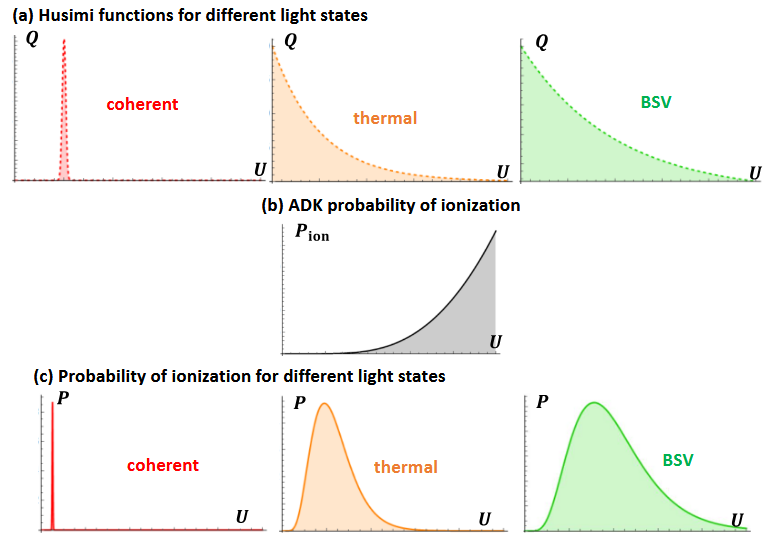 (a) Husimi functions for different light states
Q
coherent
U
Q
thermal
U
Q
BSV
U
(b) ADK probability of ionization
P ion
U
(c) Probability of ionization for different light states
P
coherent
U
P
thermal
U
P
BSV
U